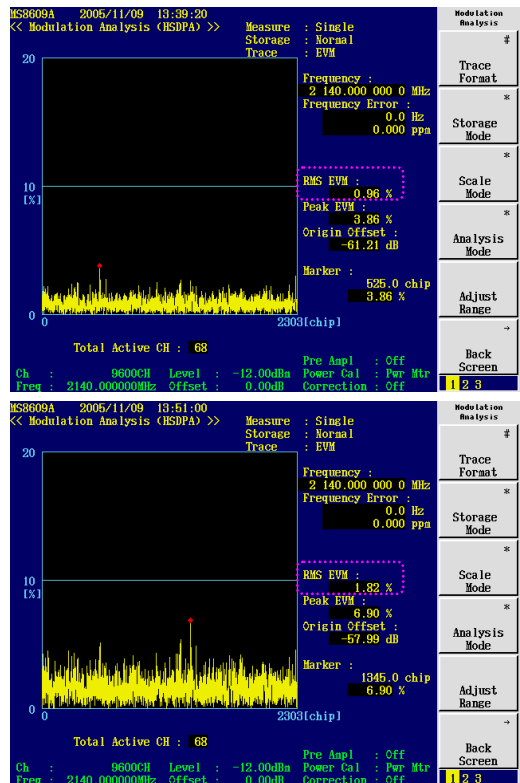 MS8609A 2005/11/09 13:39:20
<< Modulation Analysis (HSDPA) >> Measure : Single
Storage : Normal
Trace : EVM
20
10
[%]
0
0 2303[chip]
Frequency :
2 140.000 000 0 MHz
Frequency Error :
0.0 Hz
0.000 ppm
RMS EVM :
0.96 %
Peak EVM :
3.86 %
Origin Offset :
-61.21 dB
Marker :
525.0 chip
3.86 %
Total Active CH : 68
Pre Ampl : Off
Ch : 9600CH Level : -12.00dBm Power Cal : Pwr Mtr
Freq : 2140.000000MHz Offset : 0.00dB Correction : Off
Modulation
Analysis
#
Trace
Format
*
Storage
Mode
*
Scale
Mode
*
Analysis
Mode
Adjust
Range
→
Back
Screen
1 2 3
MS8609A 2005/11/09 13:51:00
<< Modulation Analysis (HSDPA) >> Measure : Single
Storage : Normal
Trace : EVM
20
10
[%]
0
0 2303[chip]
Frequency :
2 140.000 000 0 MHz
Frequency Error :
0.0 Hz
0.000 ppm
RMS EVM :
1.82 %
Peak EVM :
6.90 %
Origin Offset :
-57.99 dB
Marker :
1345.0 chip
6.90 %
Total Active CH : 68
Pre Ampl : Off
Ch : 9600CH Level : -12.00dBm Power Cal : Pwr Mtr
Freq : 2140.000000MHz Offset : 0.00dB Correction : Off
Modulation
Analysis
#
Trace
Format
*
Storage
Mode
*
Scale
Mode
*
Analysis
Mode
Adjust
Range
→
Back
Screen
1 2 3